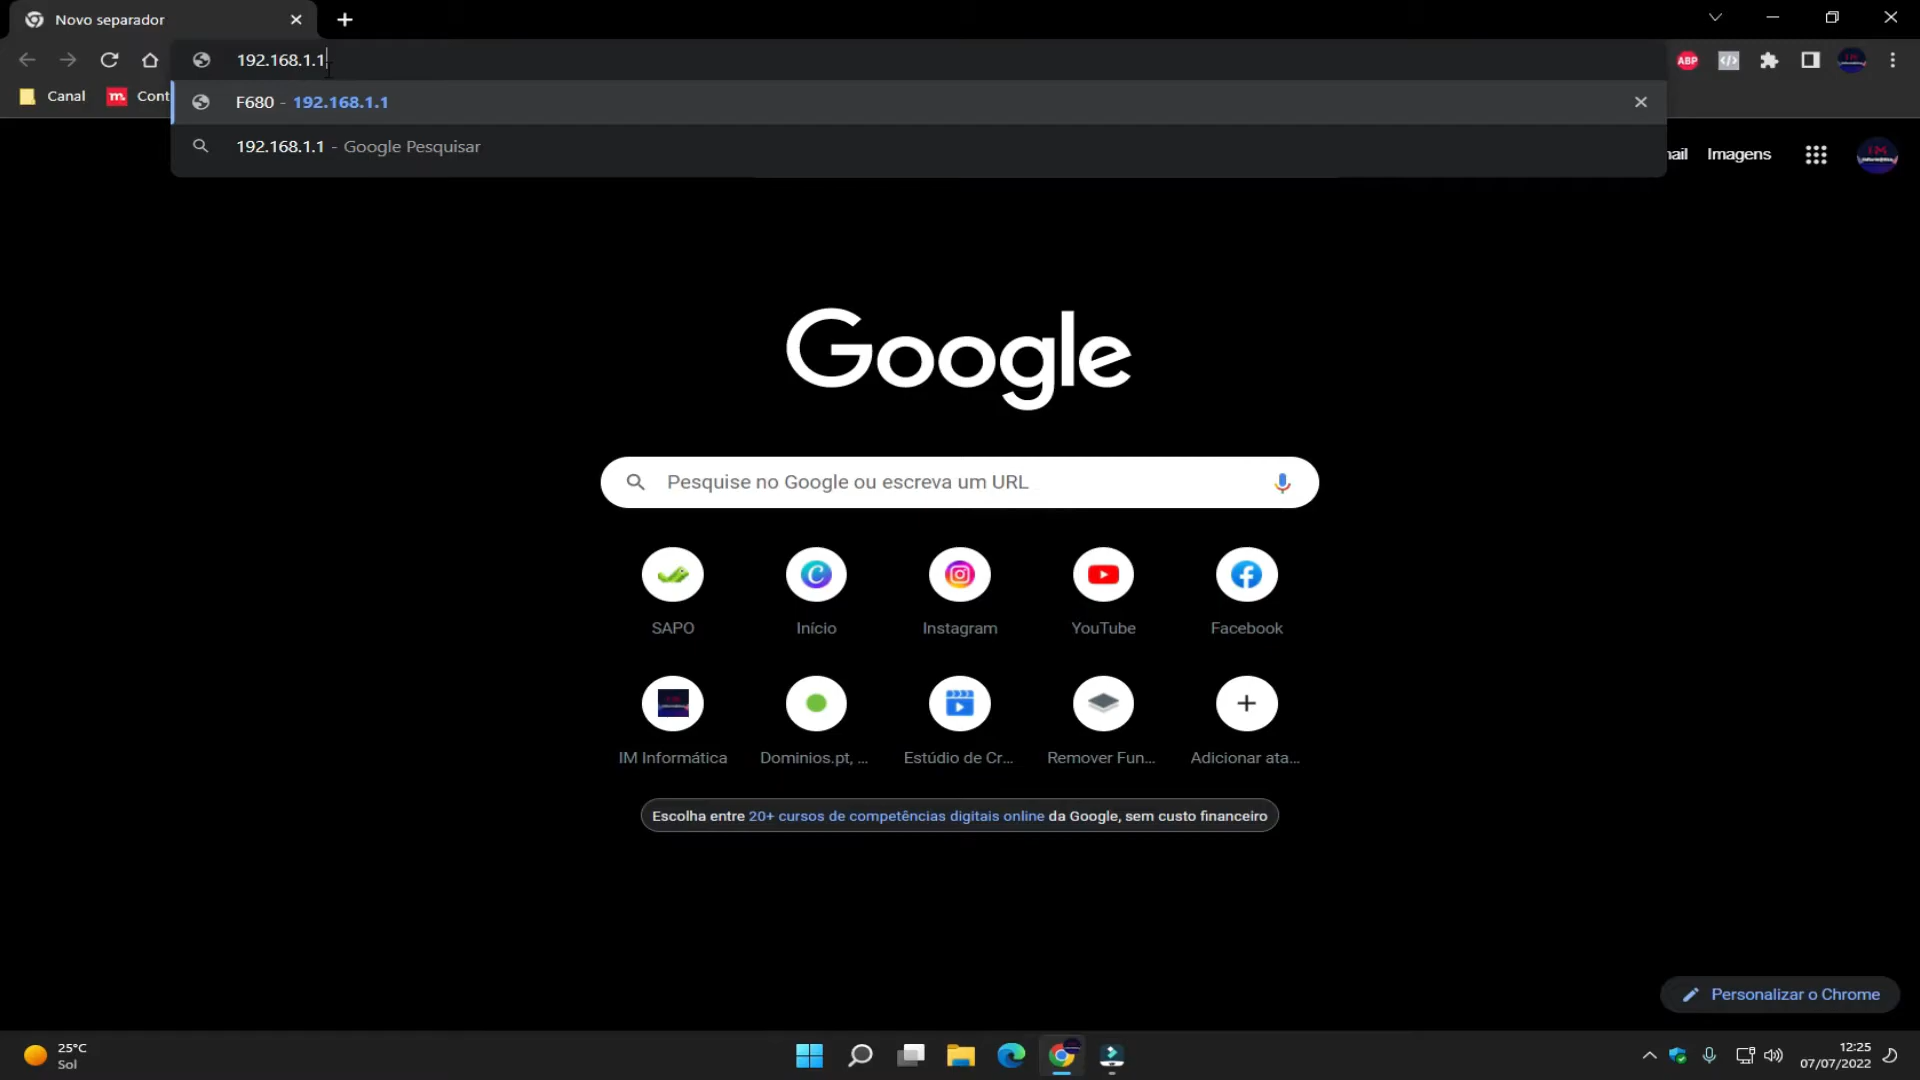 Novo separador
192.168.1.1
ABP
Canal
m.
Cont
F680 - 192.168.1.1
192.168.1.1 - Google Pesquisar
Imagens
Google
Pesquise no Google ou escreva um URL
SAPO
Início
Instagram
YouTube
Facebook
IM Informática
Dominios.pt, ...
Estúdio de Cr...
Remover Fun...
Adicionar ata...
Escolha entre 20+ cursos de competências digitais online da Google, sem custo financeiro
Personalizar o Chrome
25°C
Sol
12:25
07/07/2022